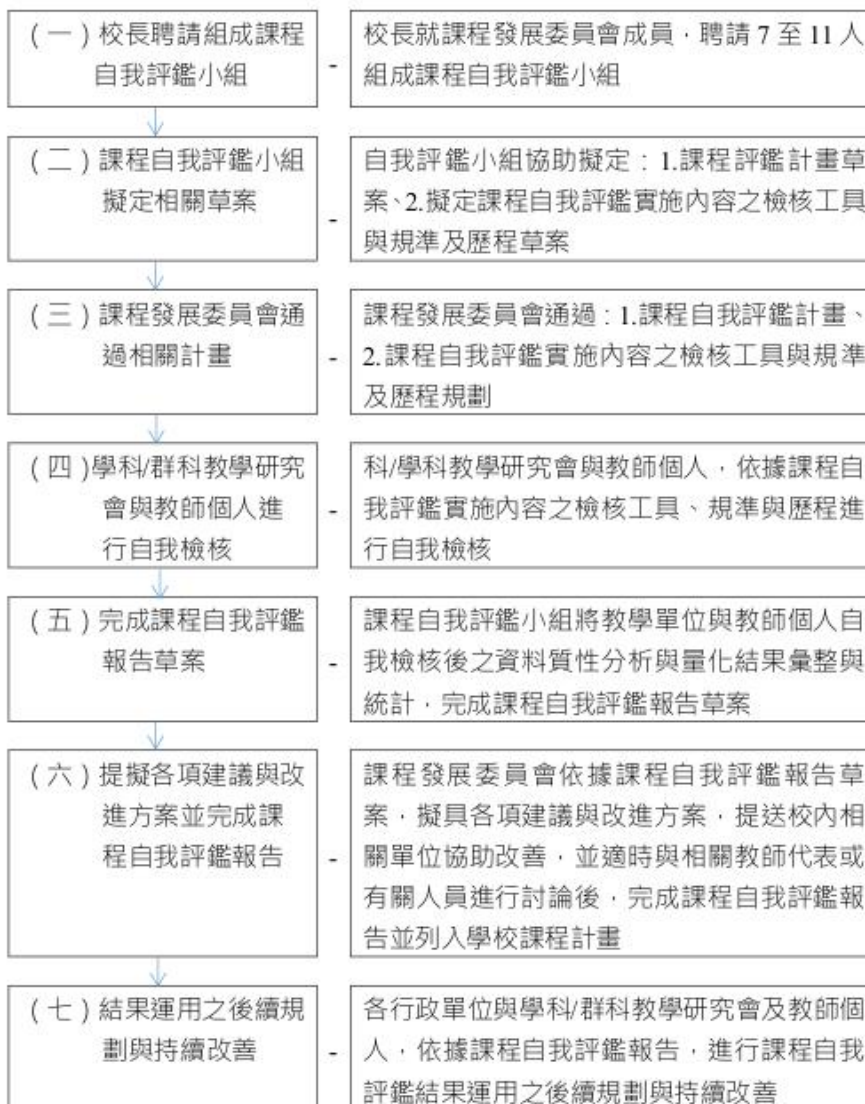 （一）校長聘請組成課程
自我評鑑小組
-
校長就課程發展委員會成員，聘請 7 至 11 人
組成課程自我評鑑小組
（二）課程自我評鑑小組
擬定相關草案
-
自我評鑑小組協助擬定：1.課程評鑑計畫草
案、2.擬定課程自我評鑑實施內容之檢核工具
與規準及歷程草案
（三）課程發展委員會通
過相關計畫
-
課程發展委員會通過：1.課程自我評鑑計畫、
2.課程自我評鑑實施內容之檢核工具與規準
及歷程規劃
（四）學科/群科教學研究
會與教師個人進
行自我檢核
-
科/學科教學研究會與教師個人，依據課程自
我評鑑實施內容之檢核工具、規準與歷程進
行自我檢核
（五）完成課程自我評鑑
報告草案
-
課程自我評鑑小組將教學單位與教師個人自
我檢核後之資料質性分析與量化結果彙整與
統計，完成課程自我評鑑報告草案
（六）提擬各項建議與改
進方案並完成課
程自我評鑑報告
-
課程發展委員會依據課程自我評鑑報告草
案，擬具各項建議與改進方案，提送校內相
關單位協助改善，並適時與相關教師代表或
有關人員進行討論後，完成課程自我評鑑報
告並列入學校課程計畫
（七）結果運用之後續規
劃與持續改善
-
各行政單位與學科/群科教學研究會及教師個
人，依據課程自我評鑑報告，進行課程自我
評鑑結果運用之後續規劃與持續改善